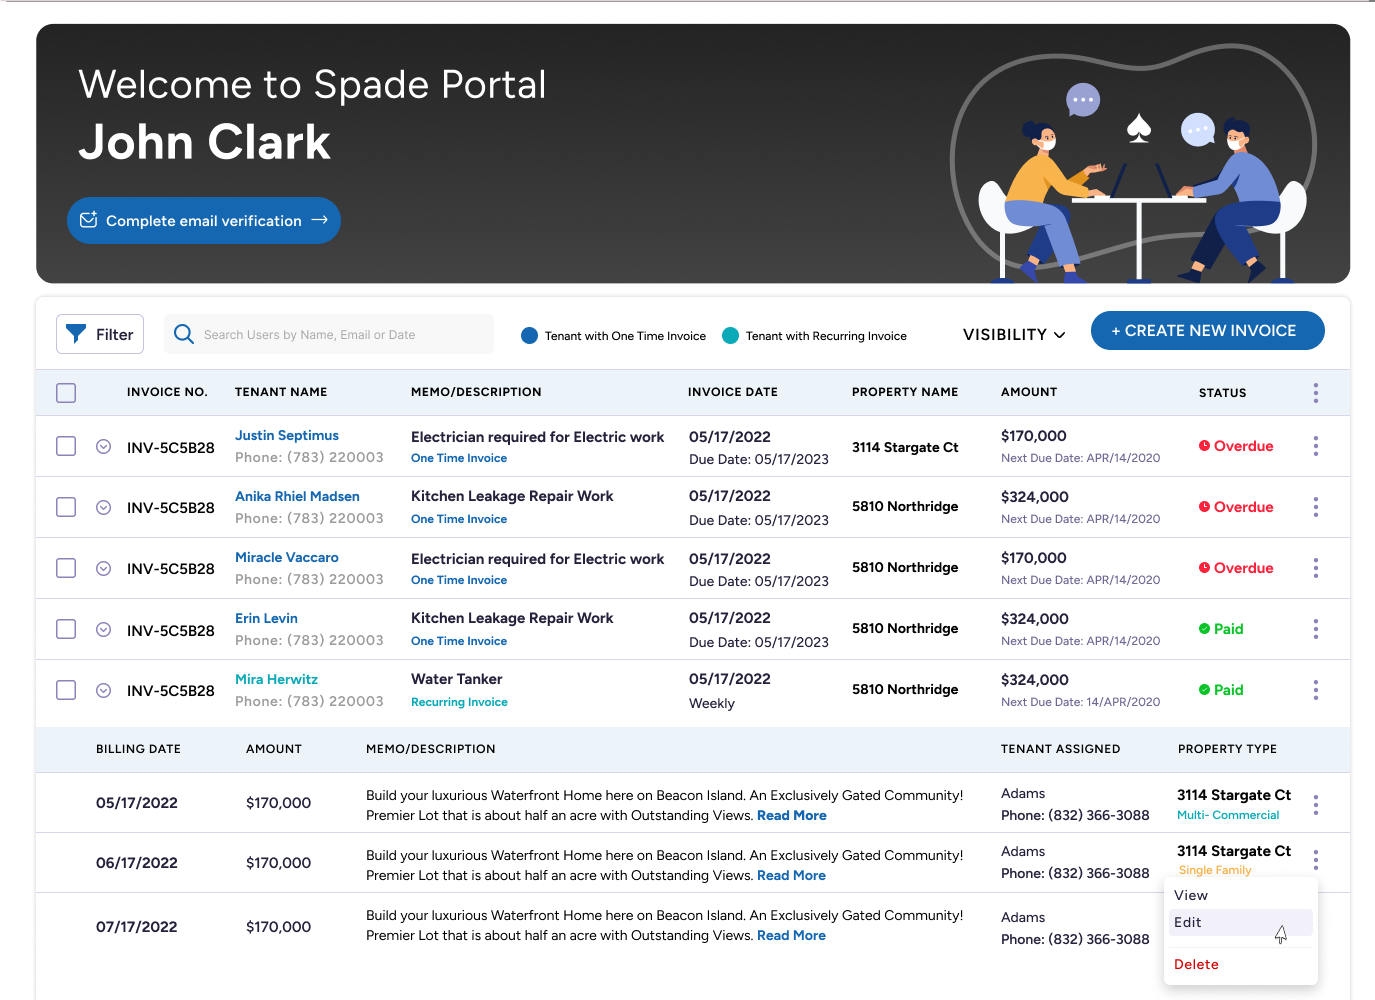 Welcome to Spade Portal
John Clark
Complete email verification
Filter
Search Users by Name, Email or Date
Tenant with One Time Invoice
Tenant with Recurring Invoice
VISIBILITY
+ CREATE NEW INVOICE
INVOICE NO. TENANT NAME MEMO/DESCRIPTION INVOICE DATE PROPERTY NAME AMOUNT STATUS
INV-5C5B28 Justin Septimus Electrician required for Electric work 05/17/2022 3114 Stargate Ct $170,000 Overdue
Phone: (783) 220003 One Time Invoice Due Date: 05/17/2023 Next Due Date: APR/14/2020
INV-5C5B28 Anika Rhiel Madsen Kitchen Leakage Repair Work 05/17/2022 5810 Northridge $324,000 Overdue
Phone: (783) 220003 One Time Invoice Due Date: 05/17/2023 Next Due Date: APR/14/2020
INV-5C5B28 Miracle Vaccaro Electrician required for Electric work 05/17/2022 5810 Northridge $170,000 Overdue
Phone: (783) 220003 One Time Invoice Due Date: 05/17/2023 Next Due Date: APR/14/2020
INV-5C5B28 Erin Levin Kitchen Leakage Repair Work 05/17/2022 5810 Northridge $324,000 Paid
Phone: (783) 220003 One Time Invoice Due Date: 05/17/2023 Next Due Date: APR/14/2020
INV-5C5B28 Mira Herwitz Water Tanker 05/17/2022 5810 Northridge $324,000 Paid
Phone: (783) 220003 Recurring Invoice Weekly Next Due Date: 14/APR/2020
BILLING DATE AMOUNT MEMO/DESCRIPTION TENANT ASSIGNED PROPERTY TYPE
05/17/2022 $170,000 Build your luxurious Waterfront Home here on Beacon Island. An Exclusively Gated Community! Adams 3114 Stargate Ct
Premier Lot that is about half an acre with Outstanding Views. Read More Phone: (832) 366-3088 Multi- Commercial
06/17/2022 $170,000 Build your luxurious Waterfront Home here on Beacon Island. An Exclusively Gated Community! Adams 3114 Stargate Ct
Premier Lot that is about half an acre with Outstanding Views. Read More Phone: (832) 366-3088 Single Family
07/17/2022 $170,000 Build your luxurious Waterfront Home here on Beacon Island. An Exclusively Gated Community! Adams
Premier Lot that is about half an acre with Outstanding Views. Read More Phone: (832) 366-3088
View
Edit
Delete